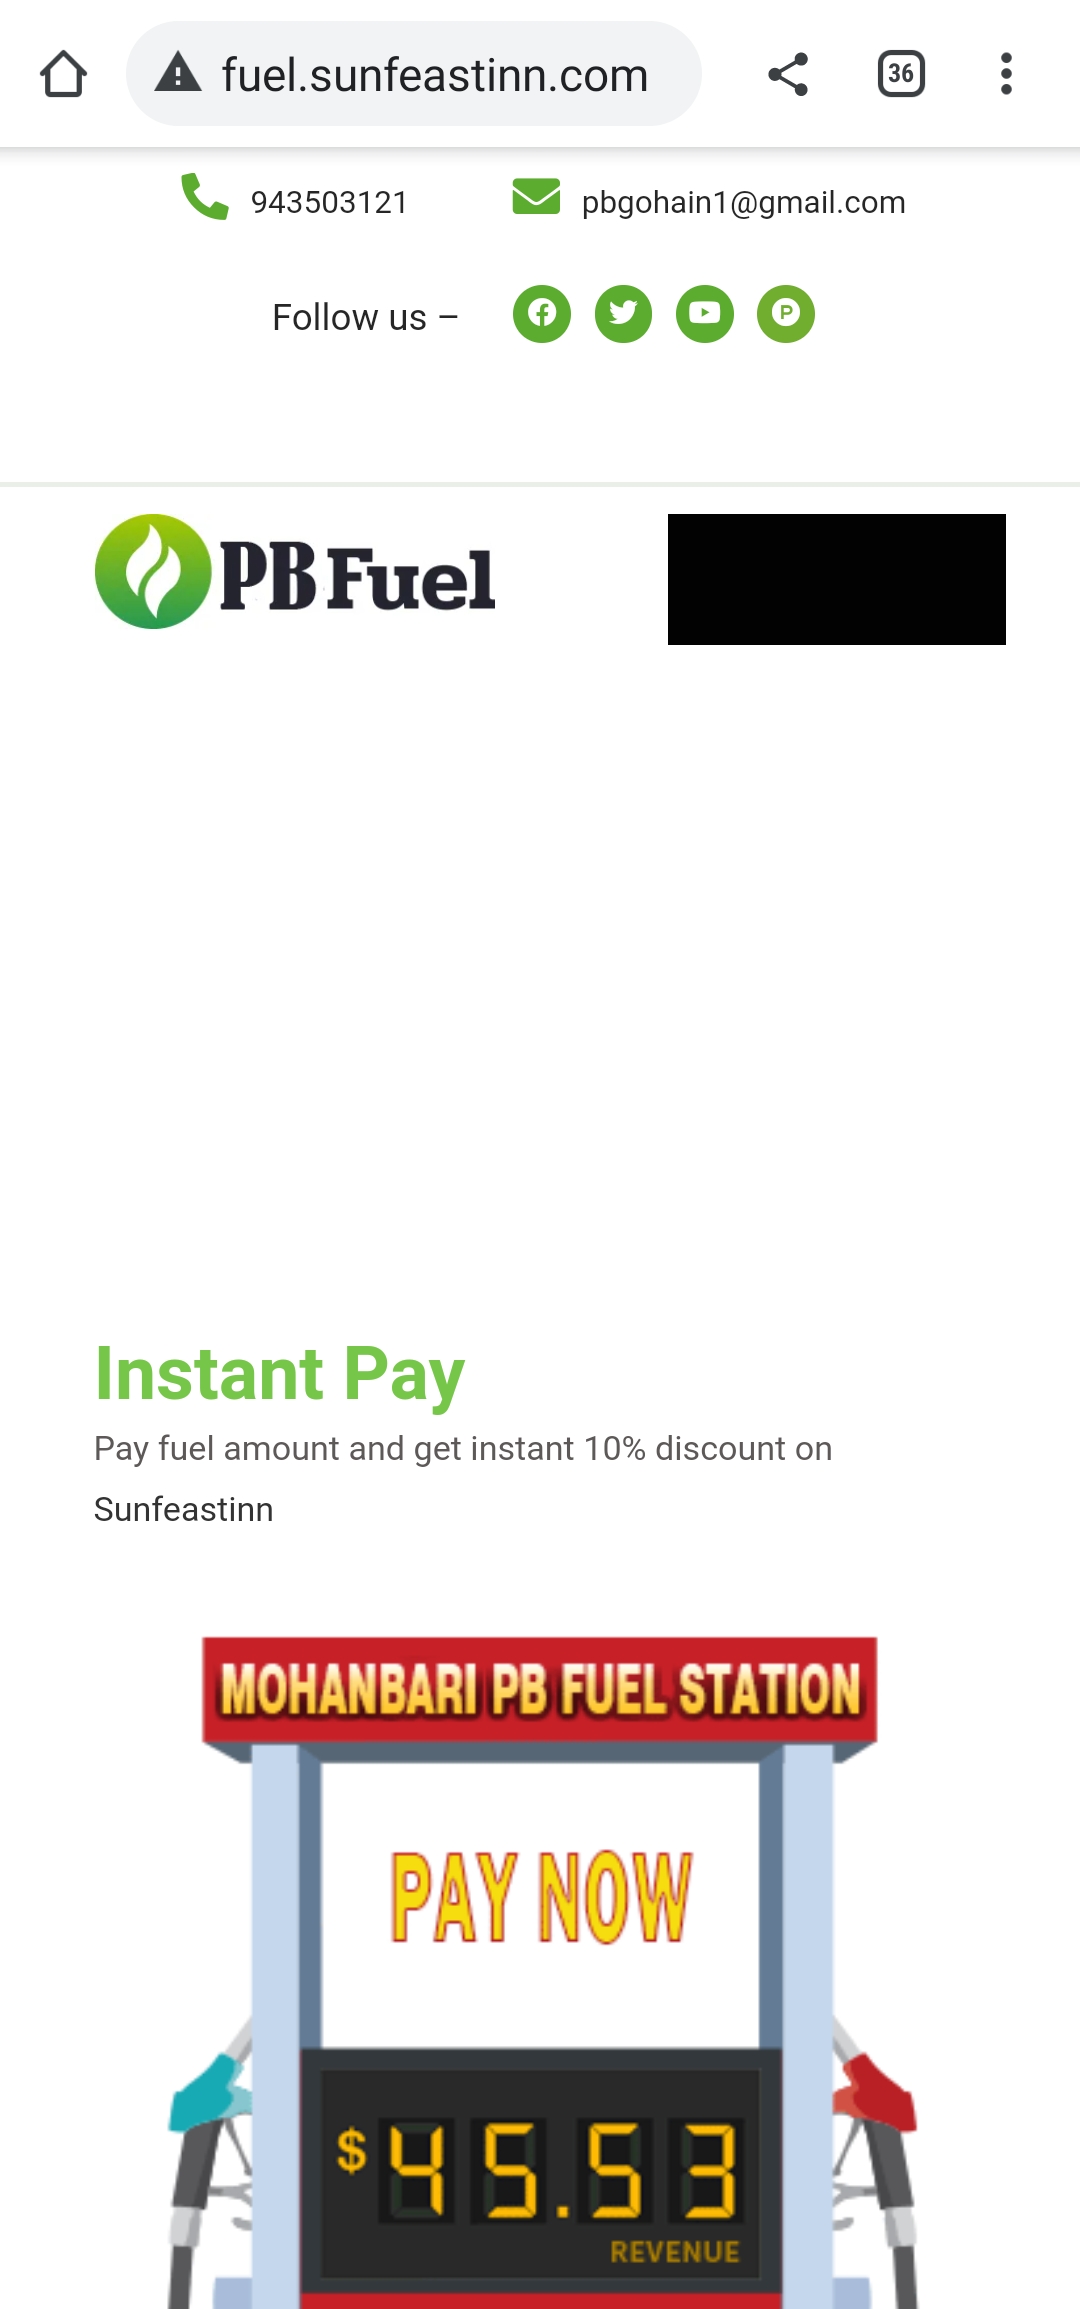 fuel.sunfeastinn.com
36
943503121
pbgohain1@gmail.com
Follow us –
P
PB Fuel
Instant Pay
Pay fuel amount and get instant 10% discount on
Sunfeastinn
MOHANBARI PB FUEL STATION
PAY NOW
$45.53
REVENUE